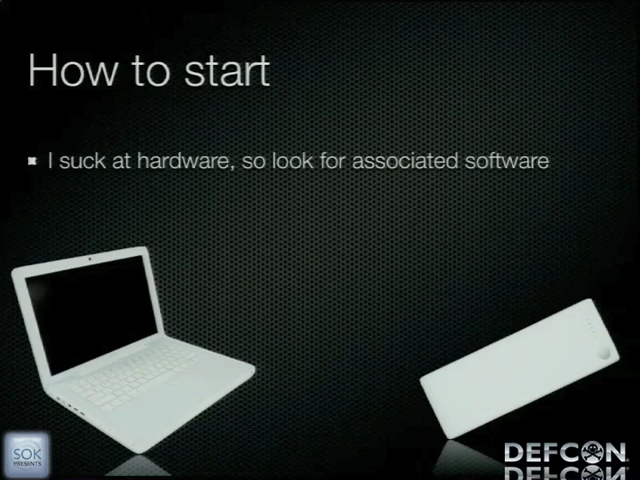 How to start
I suck at hardware, so look for associated software
SOK
PRESENTS
DEFCON